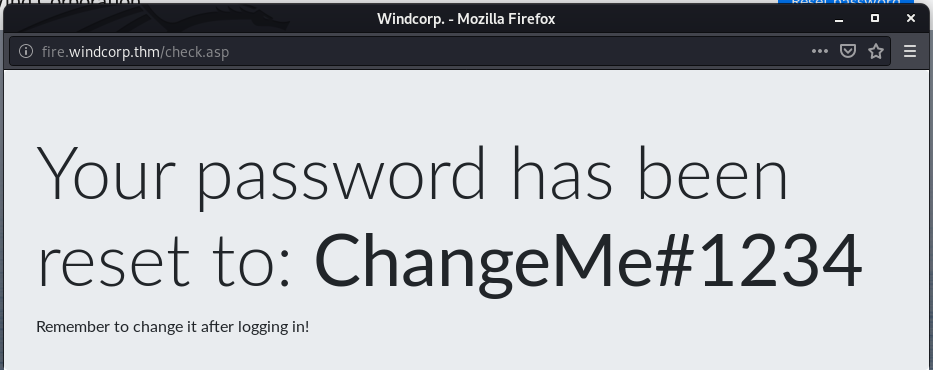 Windcorp. - Mozilla Firefox
fire.windcorp.thm/check.asp
Your password has been
reset to: ChangeMe#1234
Remember to change it after logging in!